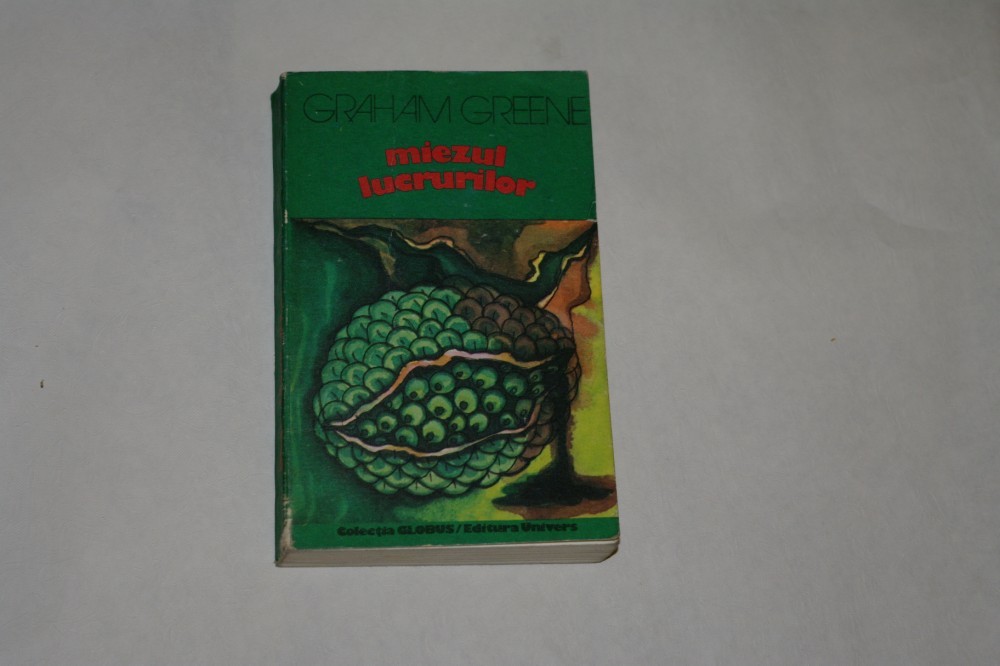 GRAHAM GREENE
miezul
lucrurilor
Colecția GLOBUS/Editura Univers